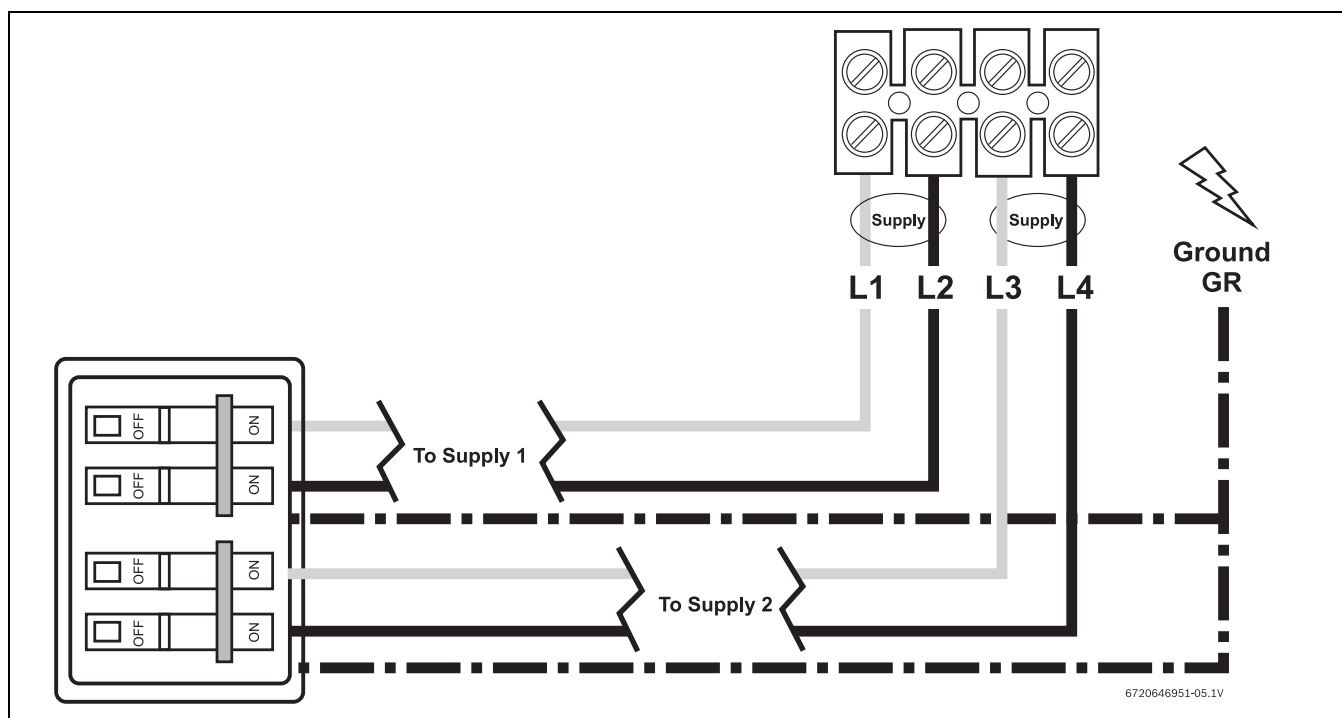 Supply Supply
L1 L2 L3 L4
Ground
GR
OFF ON
To Supply 1
OFF ON
OFF ON
To Supply 2
OFF ON
6720646951-05.1V